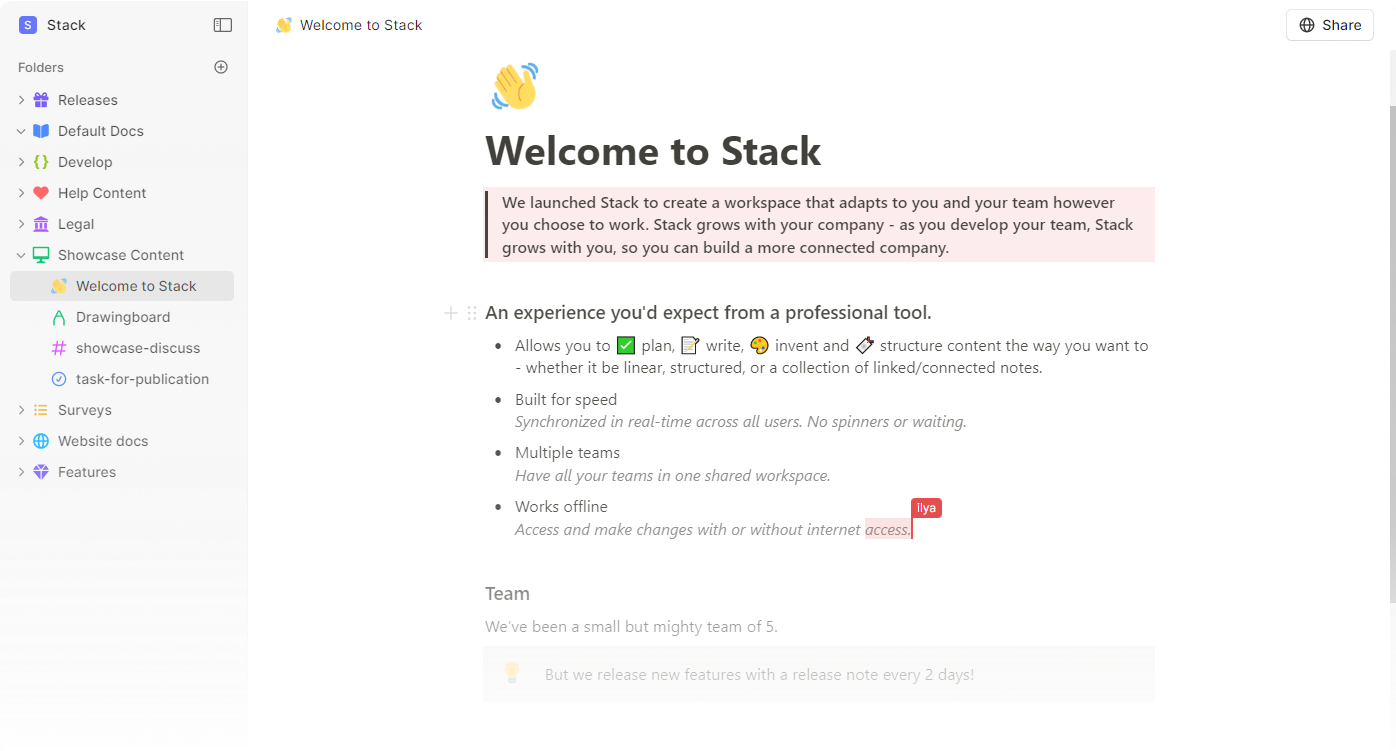 S Stack
Folders
Releases
Default Docs
Develop
Help Content
Legal
Showcase Content
Welcome to Stack
Drawingboard
showcase-discuss
task-for-publication
Surveys
Website docs
Features
Welcome to Stack
Share
Welcome to Stack
We launched Stack to create a workspace that adapts to you and your team however
you choose to work. Stack grows with your company - as you develop your team, Stack
grows with you, so you can build a more connected company.
An experience you'd expect from a professional tool.
Allows you to ✅ plan, 📝 write, 🎨 invent and 🔖 structure content the way you want to
- whether it be linear, structured, or a collection of linked/connected notes.
Built for speed
Synchronized in real-time across all users. No spinners or waiting.
Multiple teams
Have all your teams in one shared workspace.
Works offline
ilya
Access and make changes with or without internet access.
Team
We've been a small but mighty team of 5.
But we release new features with a release note every 2 days!